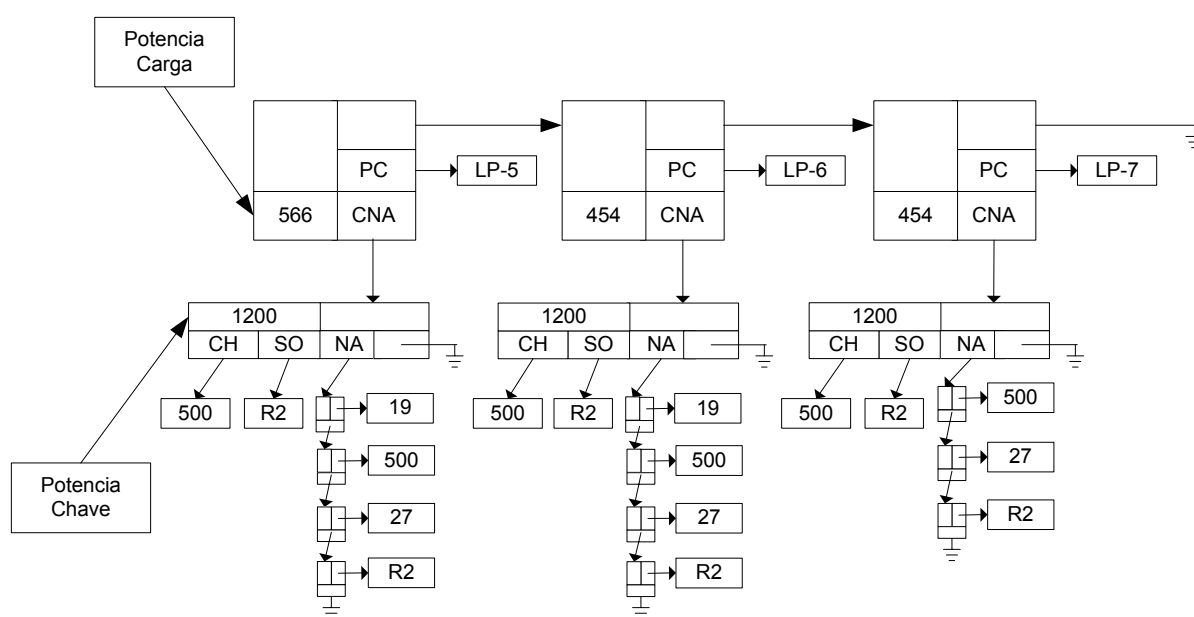 Potencia
Carga
PC
LP-5
PC
LP-6
PC
LP-7
566
CNA
454
CNA
454
CNA
1200
1200
1200
CH
SO
NA
CH
SO
NA
CH
SO
NA
500
R2
19
500
R2
19
500
R2
500
500
500
27
Potencia
Chave
27
27
R2
R2
R2